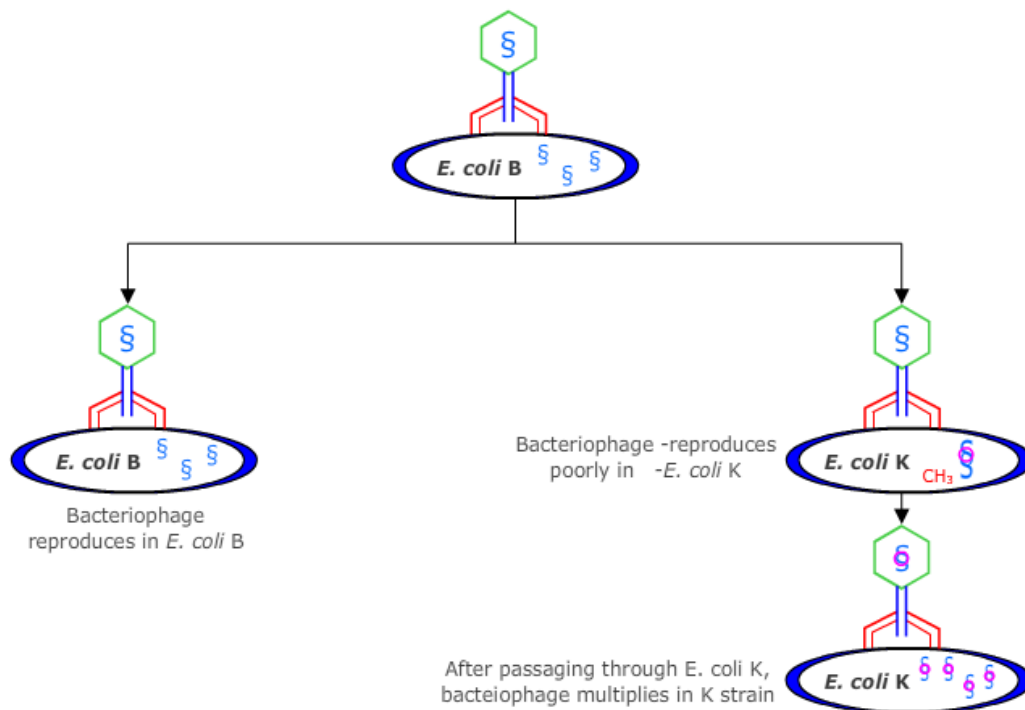 §
E. coli B § § §
§
§
E. coli B § § §
Bacteriophage
reproduces in E. coli B
Bacteriophage -reproduces
poorly in -E. coli K
E. coli K §
CH₃
§
After passaging through E. coli K,
bacteiophage multiplies in K strain
E. coli K § § § §